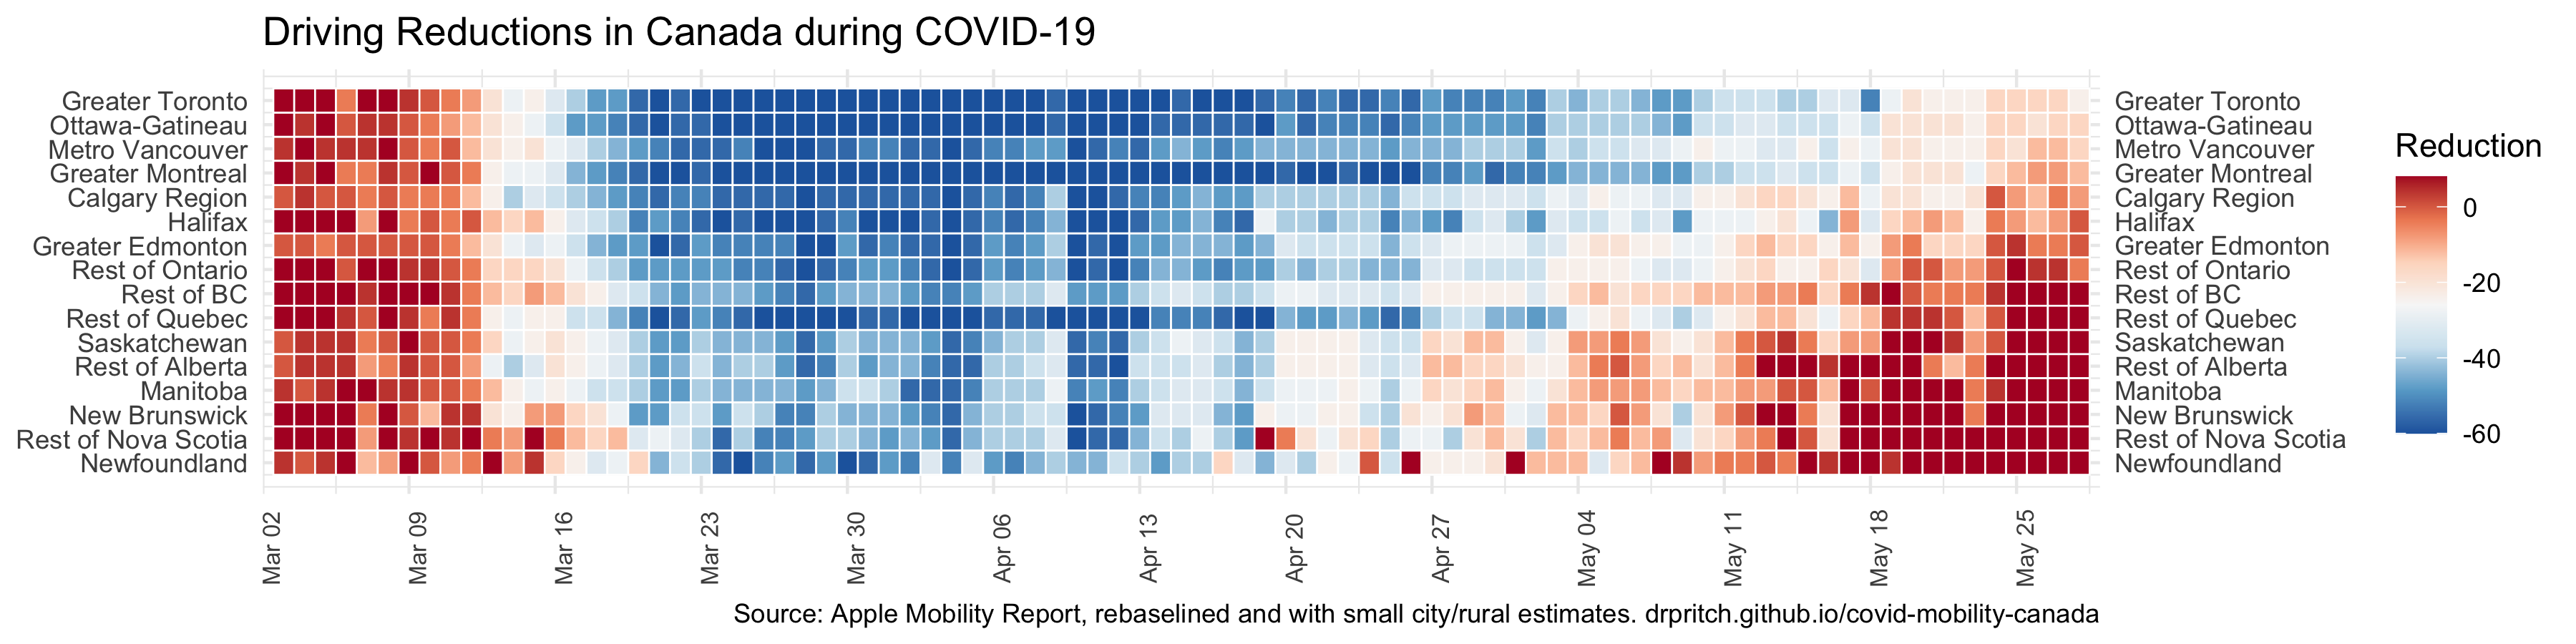 Driving Reductions in Canada during COVID-19
Greater Toronto
Ottawa-Gatineau
Metro Vancouver
Greater Montreal
Calgary Region
Halifax
Greater Edmonton
Rest of Ontario
Rest of BC
Rest of Quebec
Saskatchewan
Rest of Alberta
Manitoba
New Brunswick
Rest of Nova Scotia
Newfoundland
Greater Toronto
Ottawa-Gatineau
Metro Vancouver
Greater Montreal
Calgary Region
Halifax
Greater Edmonton
Rest of Ontario
Rest of BC
Rest of Quebec
Saskatchewan
Rest of Alberta
Manitoba
New Brunswick
Rest of Nova Scotia
Newfoundland
Reduction
0
-20
-40
-60
Mar 02
Mar 09
Mar 16
Mar 23
Mar 30
Apr 06
Apr 13
Apr 20
Apr 27
May 04
May 11
May 18
May 25
Source: Apple Mobility Report, rebaselined and with small city/rural estimates. drpritch.github.io/covid-mobility-canada